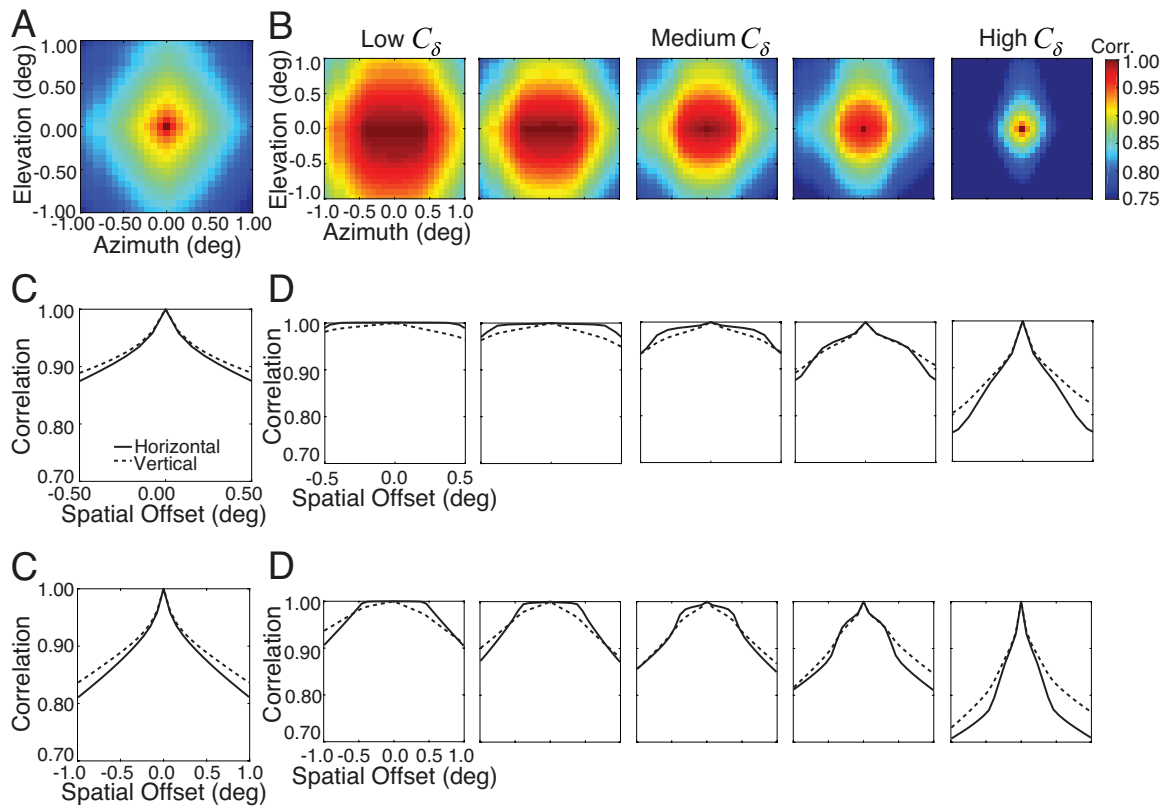 A
B
Low Cδ
Medium Cδ
High Cδ
Corr.
Elevation (deg)
1.00
0.50
0.00
-0.50
-1.00
-1.00 -0.50 0.00 0.50 1.00
Azimuth (deg)
Elevation (deg)
1.0
0.5
0.0
-0.5
-1.0
-1.0 -0.5 0.0 0.5 1.0
Azimuth (deg)
1.00
0.95
0.90
0.85
0.80
0.75
C
D
Correlation
1.00
0.90
0.80
0.70
Horizontal
Vertical
-0.50 0.00 0.50
Spatial Offset (deg)
Correlation
1.00
0.90
0.80
0.70
-0.5 0.0 0.5
Spatial Offset (deg)
C
D
Correlation
1.00
0.90
0.80
0.70
-1.0 -0.5 0.0 0.5 1.0
Spatial Offset (deg)
Correlation
1.00
0.90
0.80
0.70
-1.0 -0.5 0.0 0.5 1.0
Spatial Offset (deg)